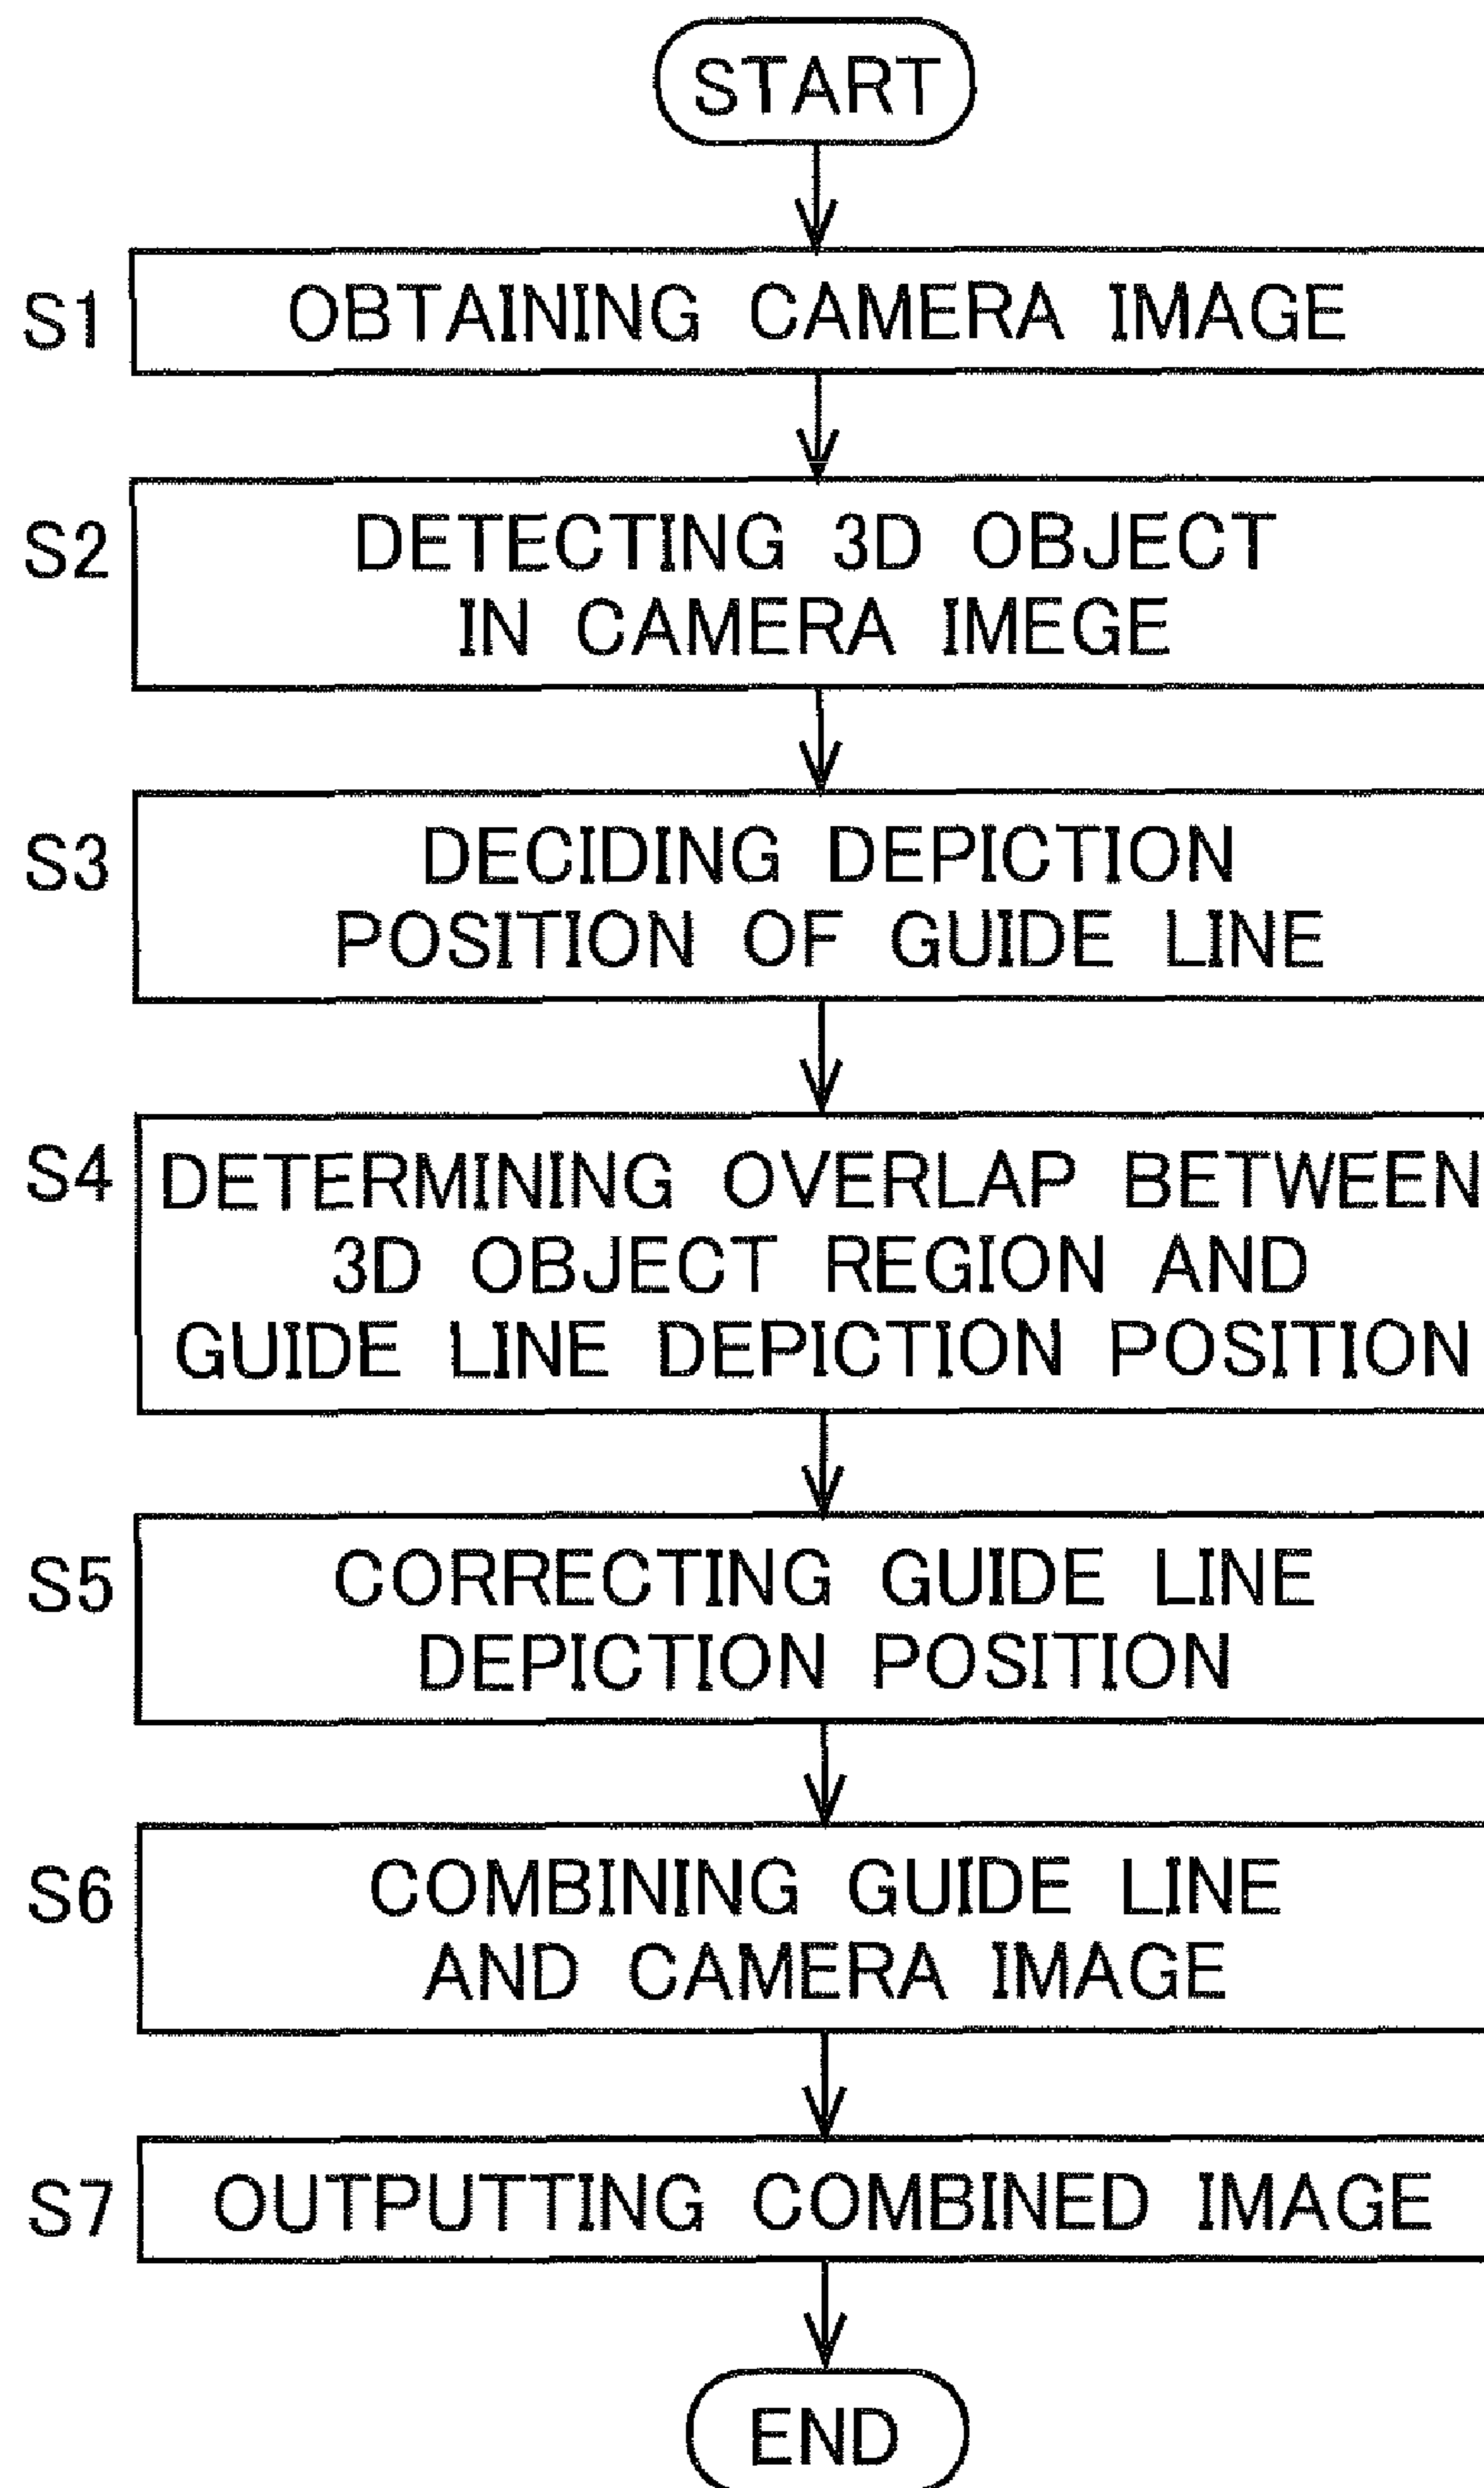 START
S1
OBTAINING CAMERA IMAGE
S2
DETECTING 3D OBJECT
IN CAMERA IMEGE
S3
DECIDING DEPICTION
POSITION OF GUIDE LINE
S4
DETERMINING OVERLAP BETWEEN
3D OBJECT REGION AND
GUIDE LINE DEPICTION POSITION
S5
CORRECTING GUIDE LINE
DEPICTION POSITION
S6
COMBINING GUIDE LINE
AND CAMERA IMAGE
S7
OUTPUTTING COMBINED IMAGE
END